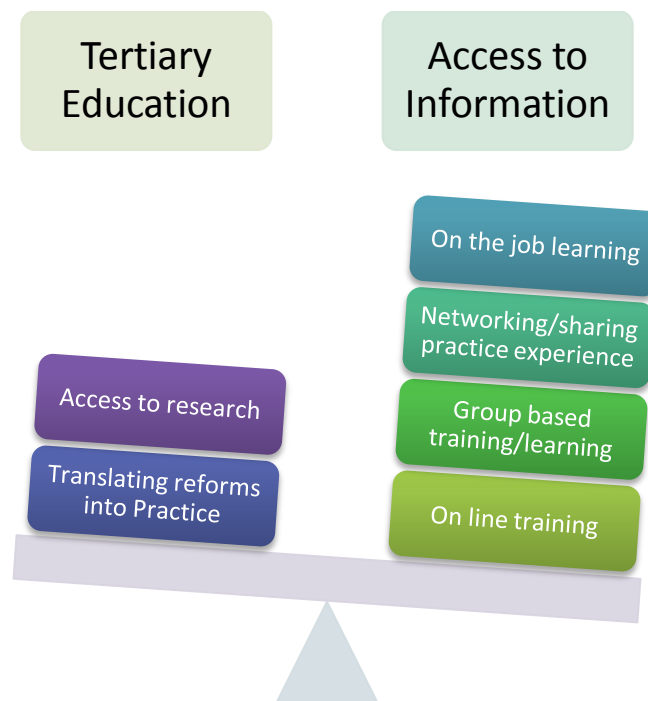 Tertiary
Education
Access to
Information
On the job learning
Networking/sharing
practice experience
Access to research
Group based
training/learning
Translating reforms
into Practice
On line training